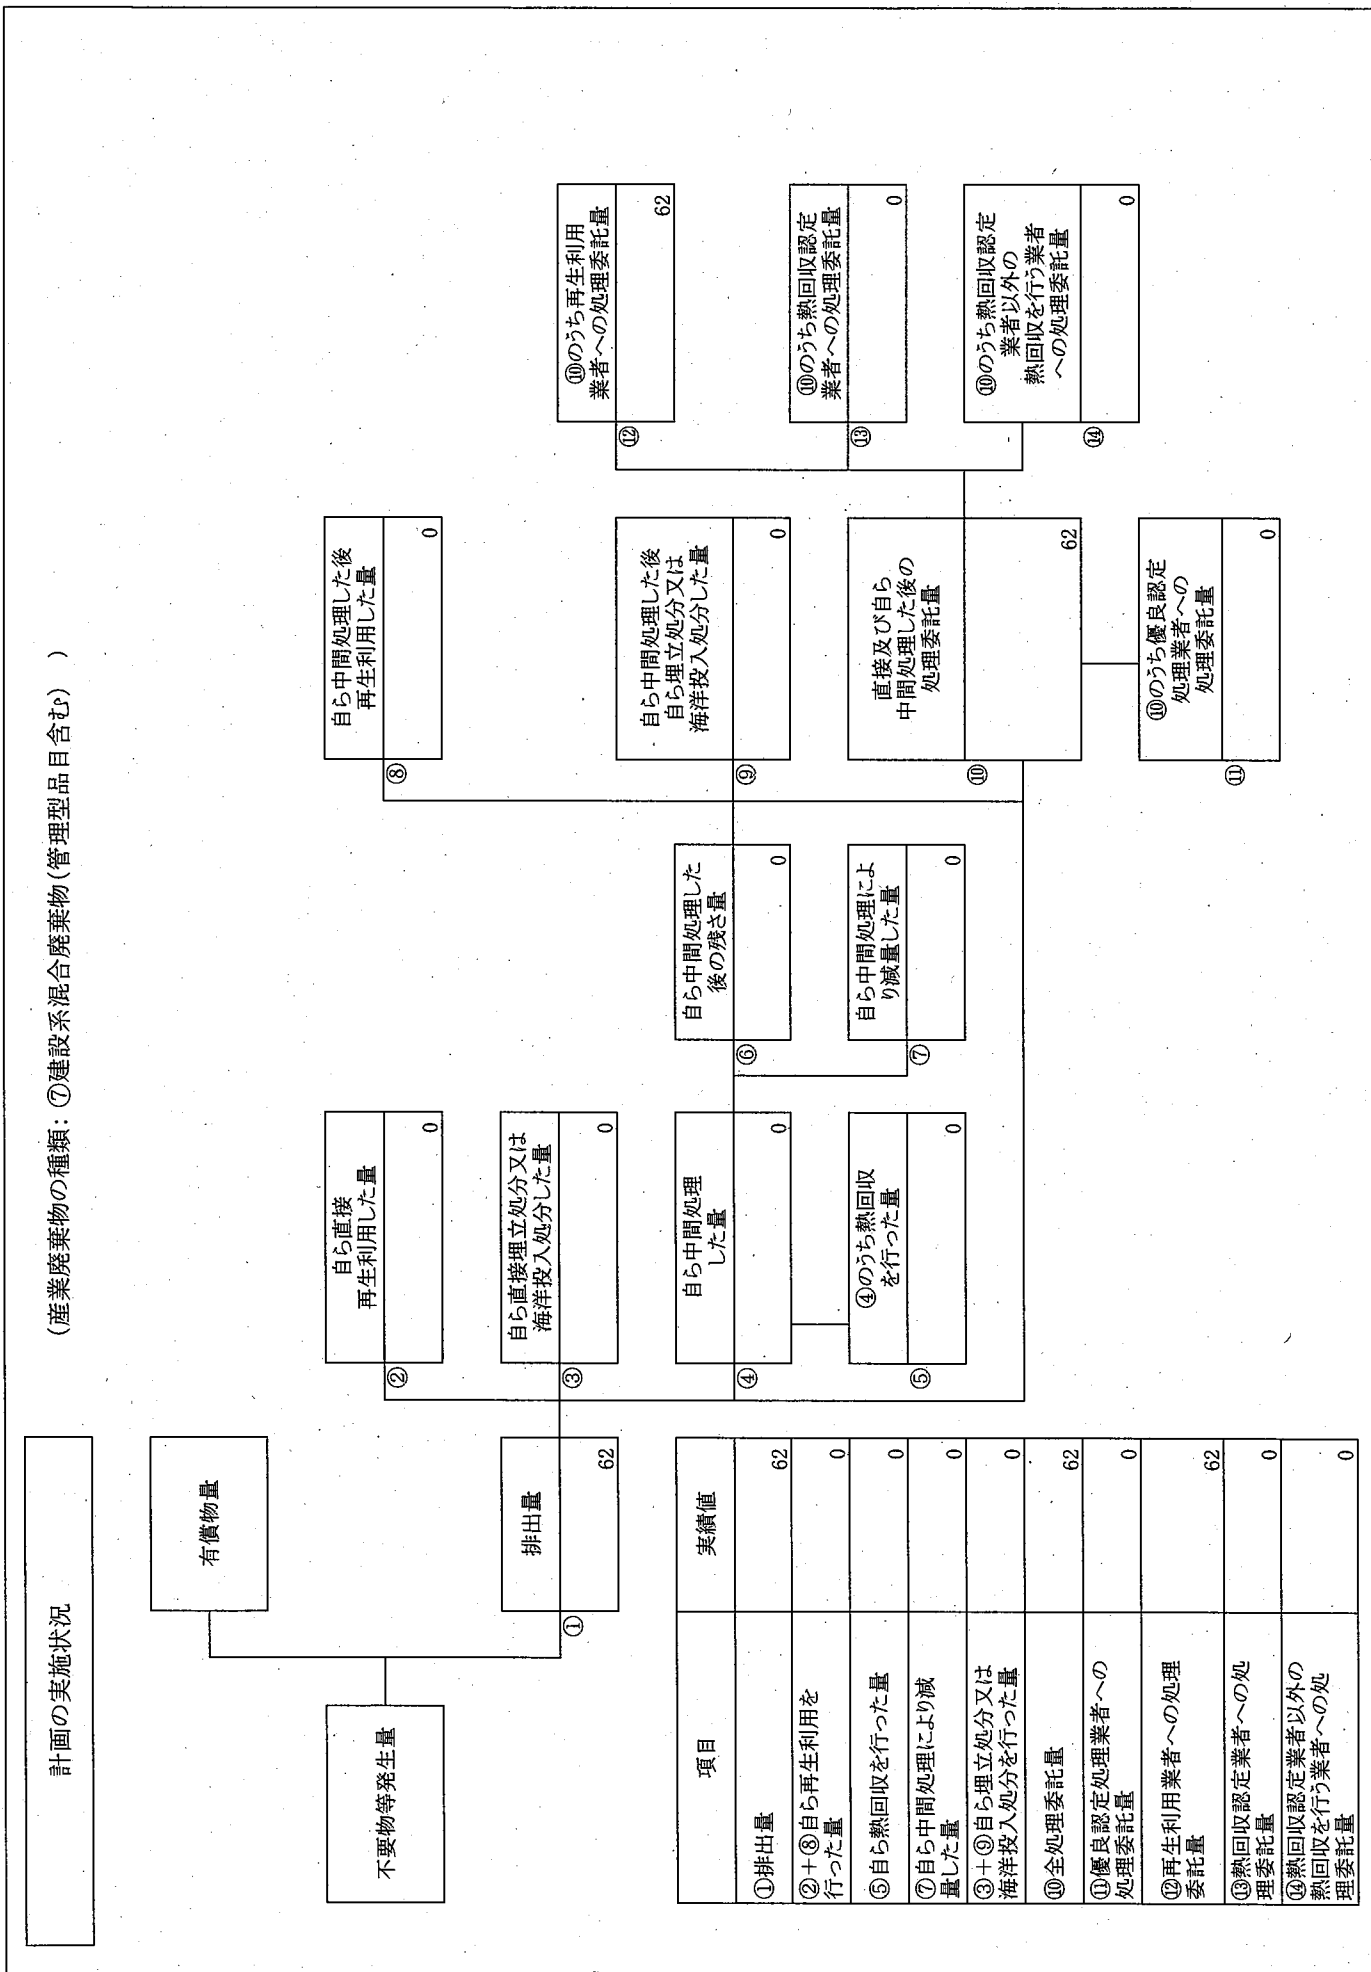 計画の実施状況
(産業廃棄物の種類：⑦建設系混合廃棄物(管理型品目含む) )
不要物等発生量
有償物量
①
排出量
62
②
自ら直接
再生利用した量
0
③
自ら直接埋立処分又は
海洋投入処分した量
0
④
自ら中間処理
した量
0
⑤
④のうち熱回収
を行った量
0
⑥
自ら中間処理した
後の残さ量
0
⑦
自ら中間処理によ
り減量した量
0
⑧
自ら中間処理した後
再生利用した量
0
⑨
自ら中間処理した後
自ら埋立処分又は
海洋投入処分した量
0
⑩
直接及び自ら
中間処理した後の
処理委託量
62
⑪
⑩のうち優良認定
処理業者への
処理委託量
0
⑫
⑩のうち再生利用
業者への処理委託量
62
⑬
⑩のうち熱回収認定
業者への処理委託量
0
⑭
⑩のうち熱回収認定
業者以外の
熱回収を行う業者
への処理委託量
0
項目 実績値
①排出量 62
②+⑧自ら再生利用を
行った量 0
⑤自ら熱回収を行った量 0
⑦自ら中間処理により減
量した量 0
③+⑨自ら埋立処分又は
海洋投入処分を行った量 0
⑩全処理委託量 62
⑪優良認定処理業者への
処理委託量 0
⑫再生利用業者への処理
委託量 62
⑬熱回収認定業者への処
理委託量 0
⑭熱回収認定業者以外の
熱回収を行う業者への処
理委託量 0